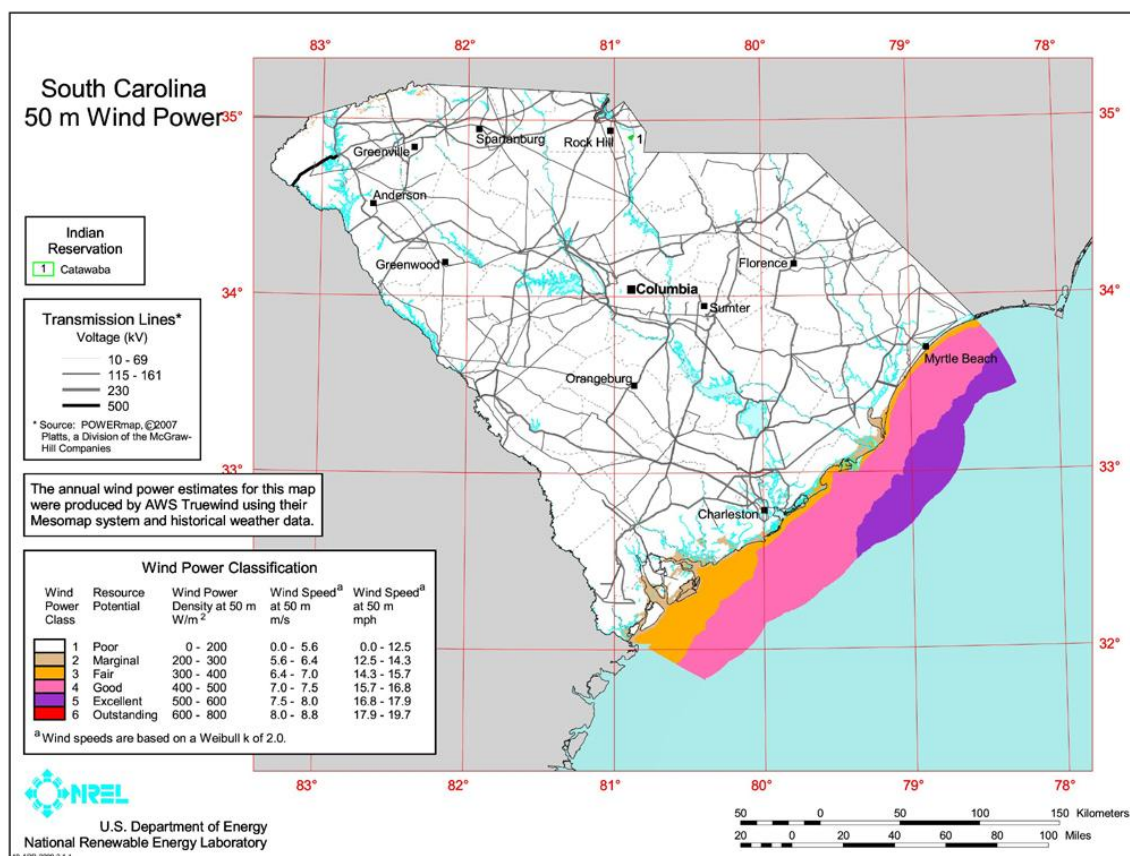 South Carolina
50 m Wind Power
83° 82° 81° 80° 79° 78°
35° 35°
34° 34°
33° 33°
32° 32°
83° 82° 81° 80° 79° 78°
Spartanburg
Greenville
Rock Hill
1
Anderson
Greenwood
Columbia
Florence
Sumter
Orangeburg
Myrtle Beach
Charleston
Indian
Reservation
1 Catawaba
Transmission Lines*
Voltage (kV)
10 - 69
115 - 161
230
500
* Source: POWERmap, ©2007
Platts, a Division of the McGraw-
Hill Companies
The annual wind power estimates for this map
were produced by AWS Truewind using their
Mesomap system and historical weather data.
Wind Power Classification
Wind Resource Wind Power Wind Speedᵃ Wind Speedᵃ
Power Potential Density at 50 m at 50 m at 50 m
Class W/m² m/s mph
1 Poor 0 - 200 0.0 - 5.6 0.0 - 12.5
2 Marginal 200 - 300 5.6 - 6.4 12.5 - 14.3
3 Fair 300 - 400 6.4 - 7.0 14.3 - 15.7
4 Good 400 - 500 7.0 - 7.5 15.7 - 16.8
5 Excellent 500 - 600 7.5 - 8.0 16.8 - 17.9
6 Outstanding 600 - 800 8.0 - 8.8 17.9 - 19.7
ᵃ Wind speeds are based on a Weibull k of 2.0.
NREL
U.S. Department of Energy
National Renewable Energy Laboratory
50 0 50 100 150 Kilometers
20 0 20 40 60 80 100 Miles